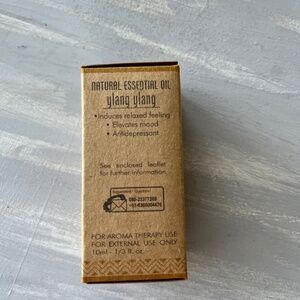 NATURAL ESSENTIAL OIL
ylang ylang
•Induces relaxed feeling
• Elevates mood
• Antidepressant
See enclosed leaflet
for further information.
FOR AROMA THERAPY USE
FOR EXTERNAL USE ONLY
10ml - 1/3 fl. oz.